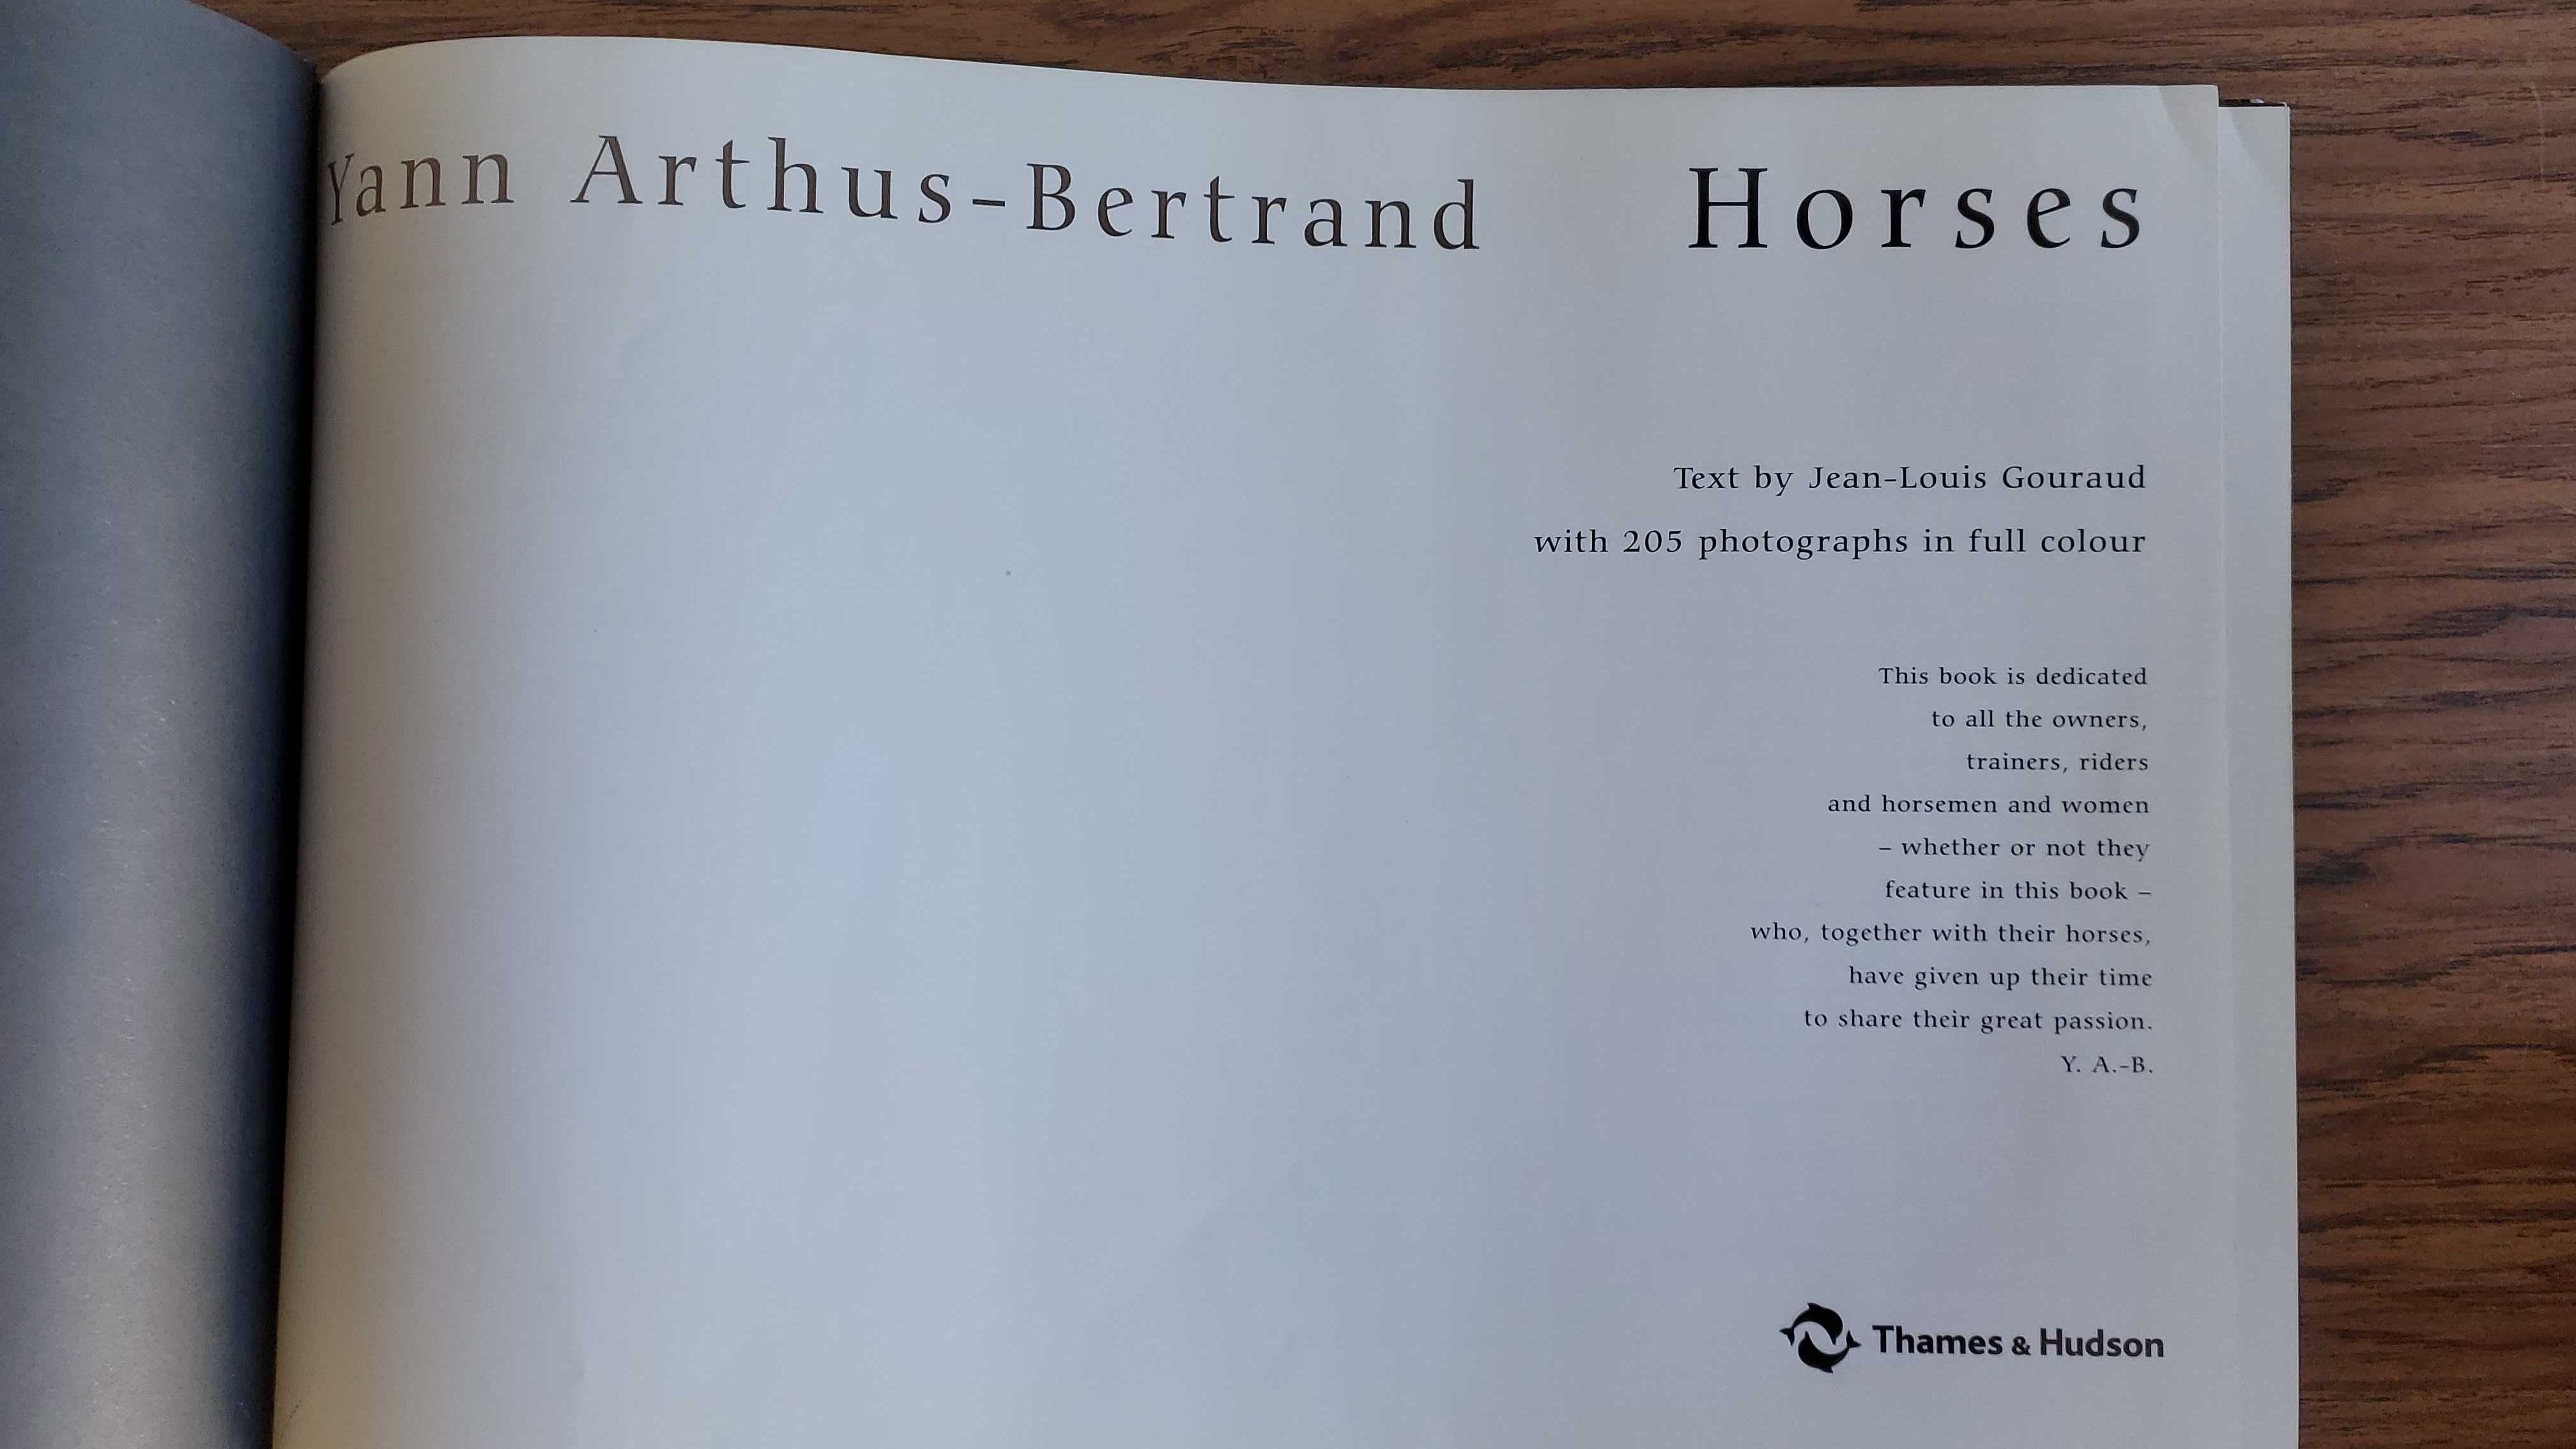 Yann Arthus-Bertrand Horses
Text by Jean-Louis Gouraud
with 205 photographs in full colour
This book is dedicated
to all the owners,
trainers, riders
and horsemen and women
– whether or not they
feature in this book –
who, together with their horses,
have given up their time
to share their great passion.
Y. A.-B.
Thames & Hudson